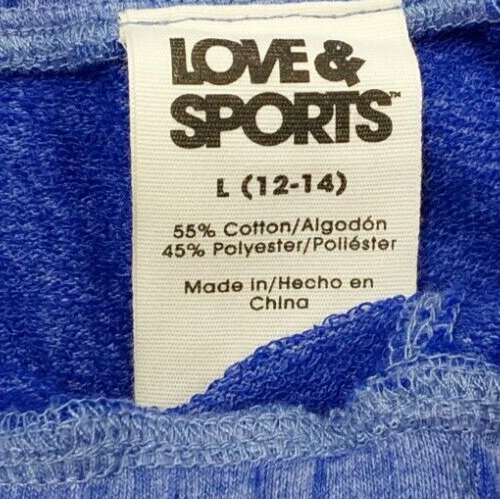 LOVE &
SPORTS™
L (12-14)
55% Cotton/Algodón
45% Polyester/Poliéster
Made in/Hecho en
China